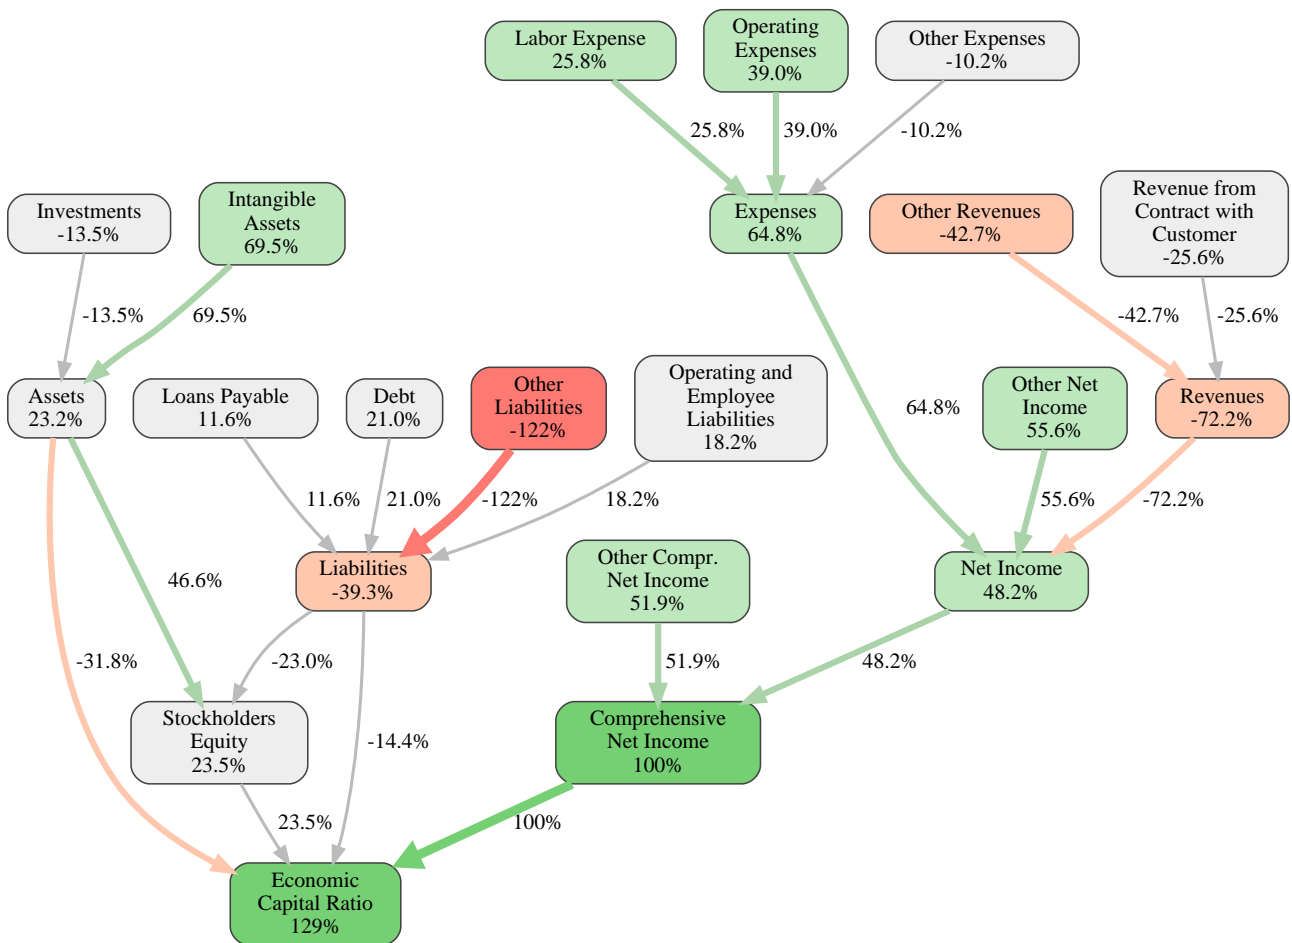 Labor Expense
25.8%
Operating
Expenses
39.0%
Other Expenses
-10.2%
25.8%
39.0%
-10.2%
Investments
-13.5%
Intangible
Assets
69.5%
Expenses
64.8%
Other Revenues
-42.7%
Revenue from
Contract with
Customer
-25.6%
-13.5%
69.5%
-42.7%
-25.6%
Assets
23.2%
Loans Payable
11.6%
Debt
21.0%
Other
Liabilities
-122%
Operating and
Employee
Liabilities
18.2%
64.8%
Other Net
Income
55.6%
Revenues
-72.2%
11.6%
21.0%
-122%
18.2%
55.6%
-72.2%
46.6%
Liabilities
-39.3%
Other Compr.
Net Income
51.9%
Net Income
48.2%
-31.8%
-23.0%
51.9%
48.2%
Stockholders
Equity
23.5%
-14.4%
Comprehensive
Net Income
100%
23.5%
100%
Economic
Capital Ratio
129%